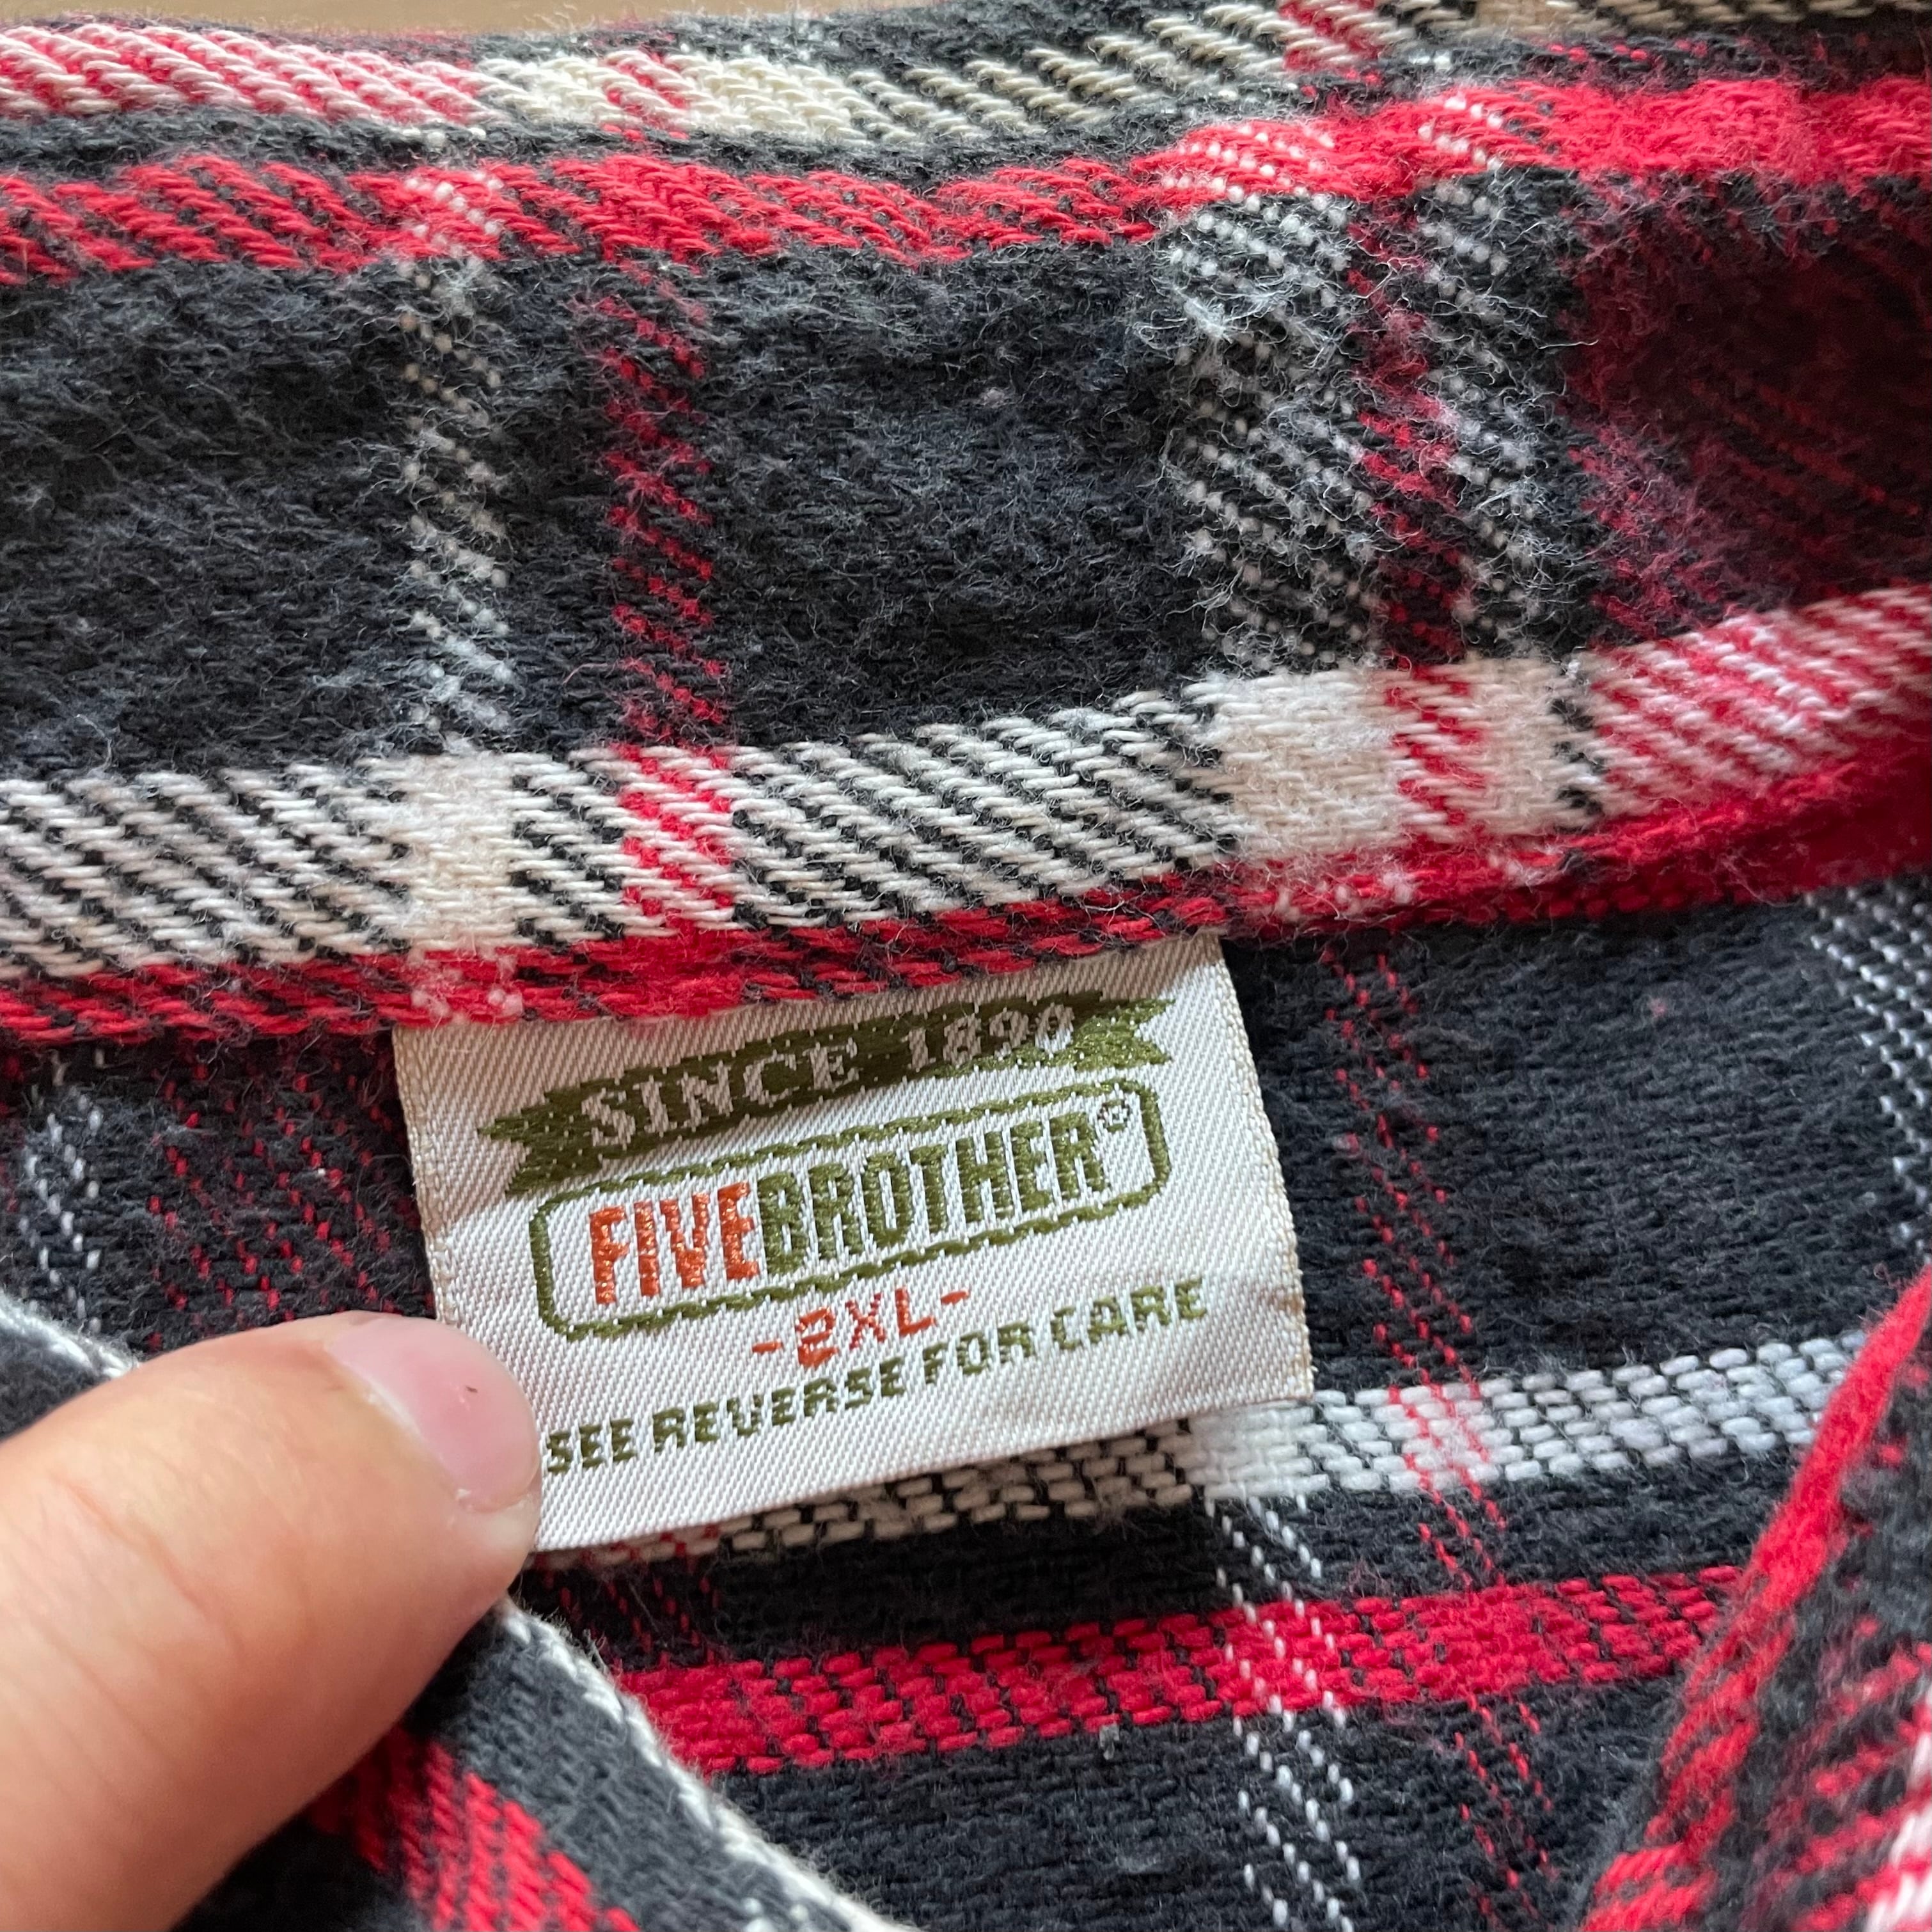 SINCE 1890
FIVEBROTHER®
-2XL-
SEE REVERSE FOR CARE